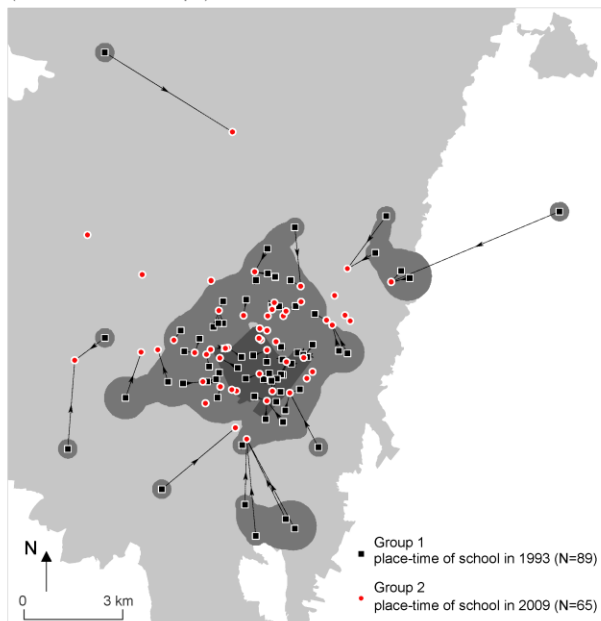 Group 1
place-time of school in 1993 (N=89)
Group 2
place-time of school in 2009 (N=65)
N
0 3 km